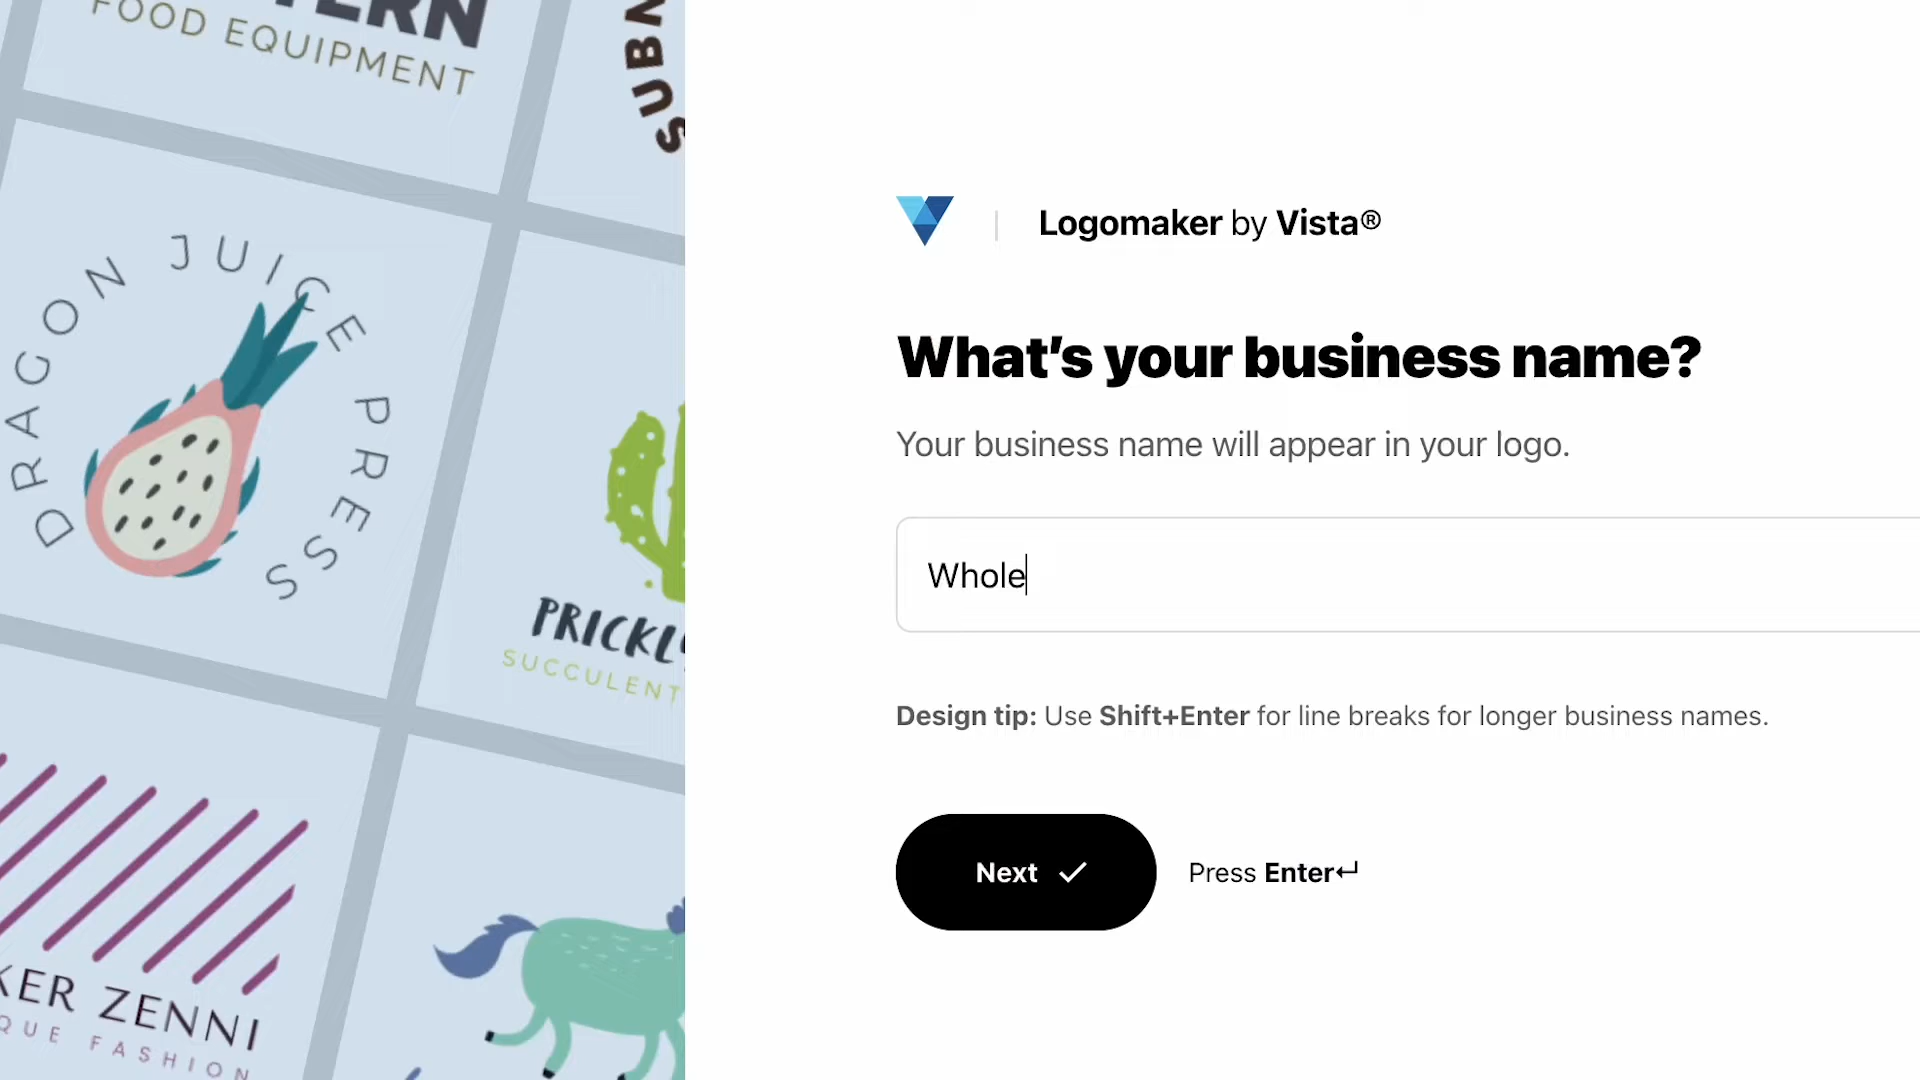 FOOD EQUIPMENT
DRAGON JUICE PRESS
SUCCULENT
ZENNI
FASHION
Logomaker by Vista®
What's your business name?
Your business name will appear in your logo.
Whole
Design tip: Use Shift+Enter for line breaks for longer business names.
Next
Press Enter↵